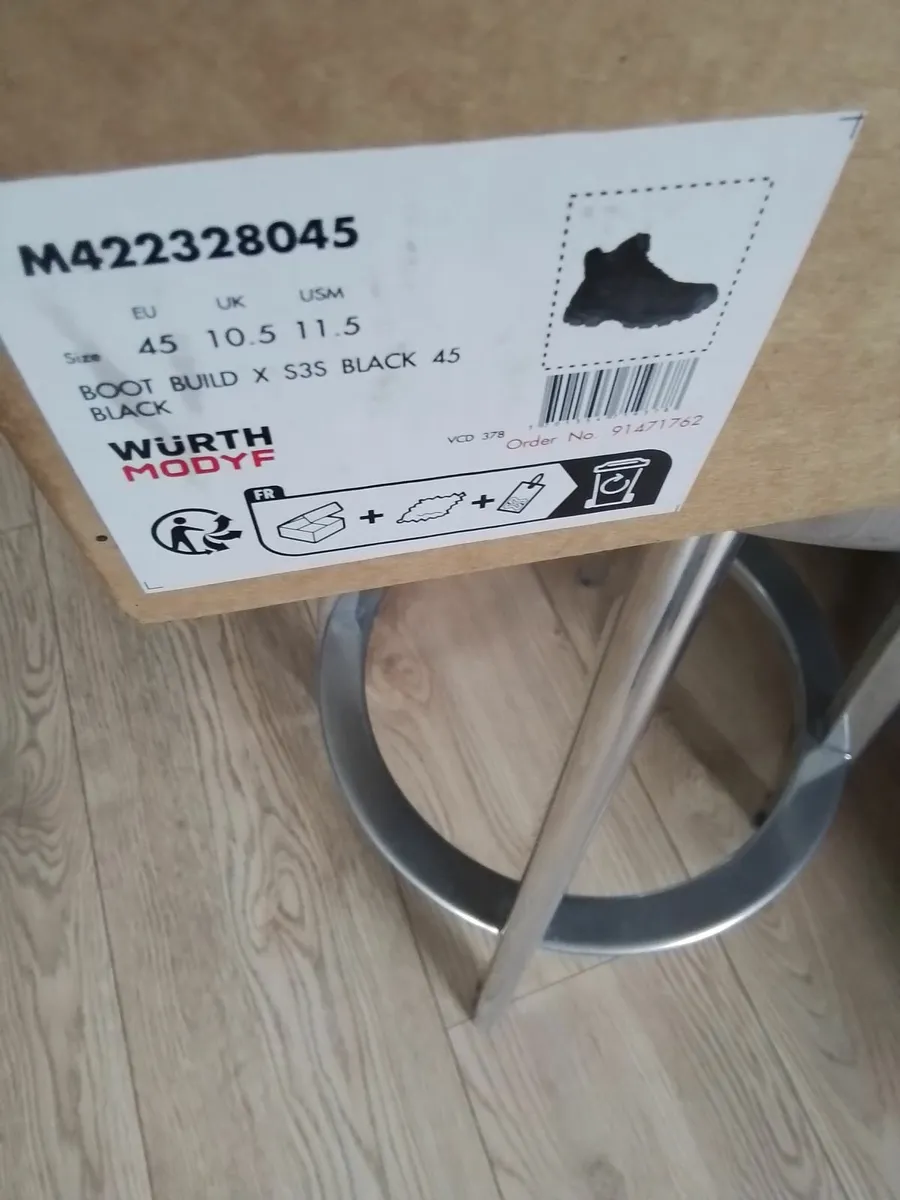 M422328045
EU UK USM
Size 45 10.5 11.5
BOOT BUILD X S3S BLACK 45
BLACK
WÜRTH
MODYF
VCD 378 Order No. 91471762
FR